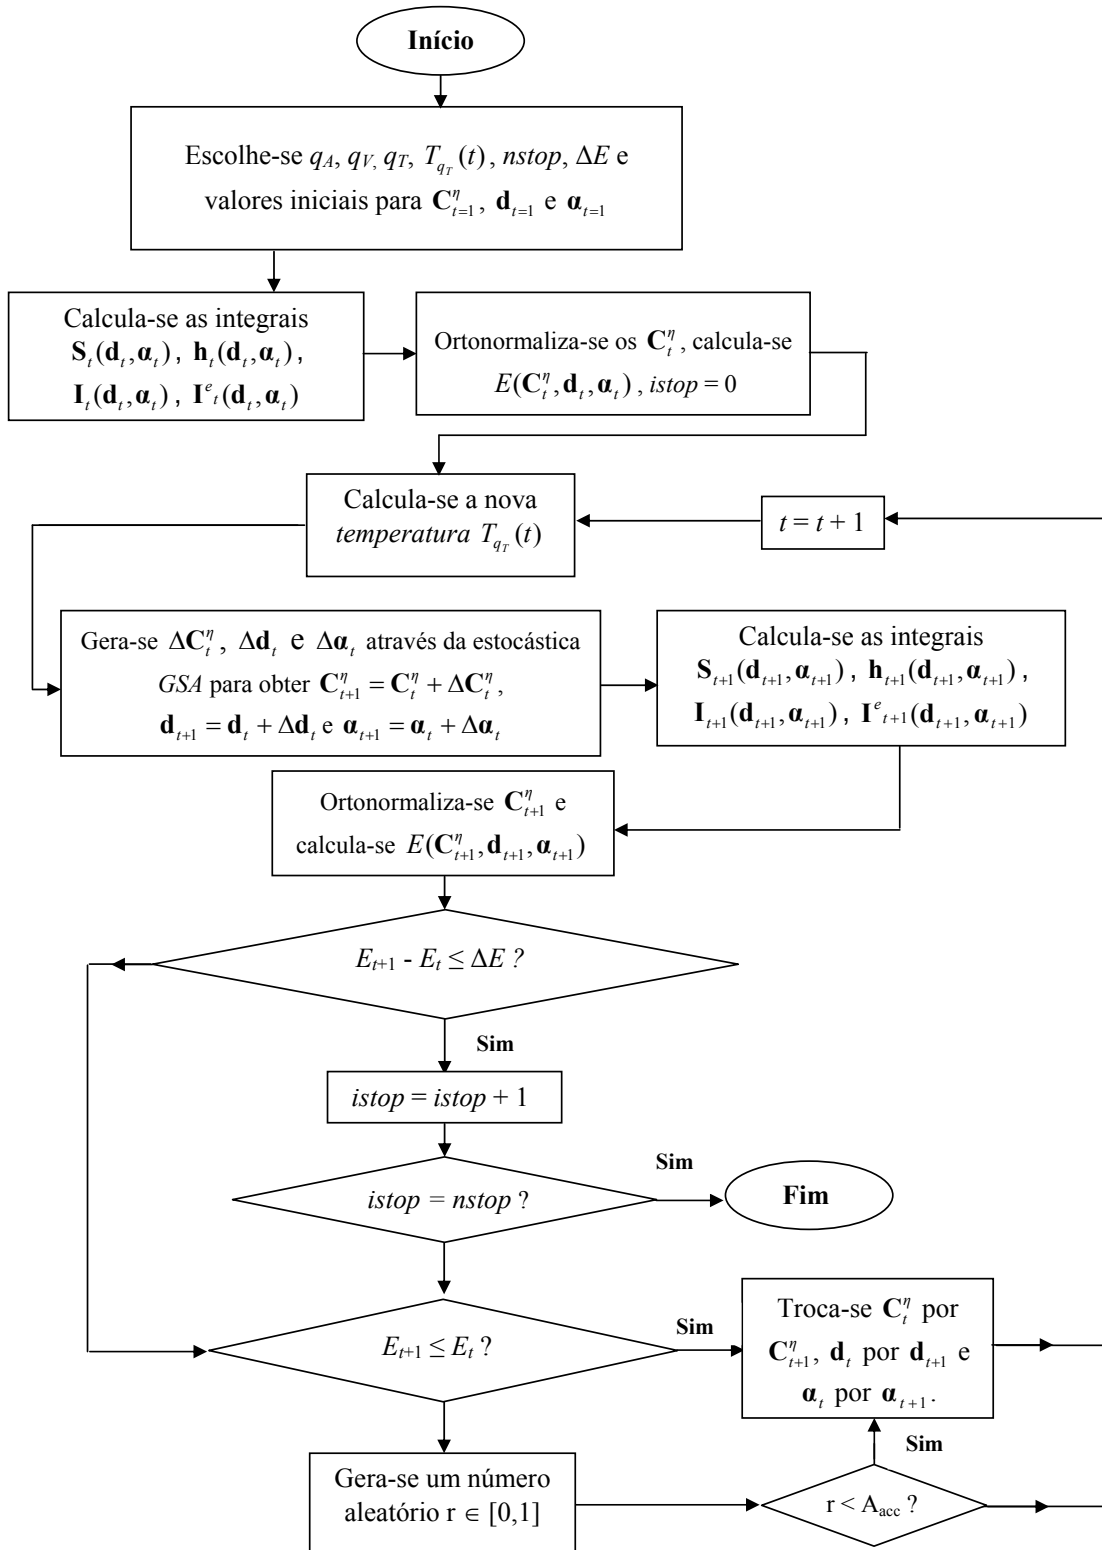 Início
Escolhe-se q_A, q_V, q_T, T_{q_T}(t), nstop, ΔE e
valores iniciais para C^η_{t=1}, d_{t=1} e α_{t=1}
Calcula-se as integrais
S_t(d_t,α_t), h_t(d_t,α_t),
I_t(d_t,α_t), I^e_t(d_t,α_t)
Ortonormaliza-se os C^η_t, calcula-se
E(C^η_t,d_t,α_t), istop = 0
Calcula-se a nova
temperatura T_{q_T}(t)
t = t + 1
Gera-se ΔC^η_t, Δd_t e Δα_t através da estocástica
GSA para obter C^η_{t+1} = C^η_t + ΔC^η_t,
d_{t+1} = d_t + Δd_t e α_{t+1} = α_t + Δα_t
Calcula-se as integrais
S_{t+1}(d_{t+1},α_{t+1}), h_{t+1}(d_{t+1},α_{t+1}),
I_{t+1}(d_{t+1},α_{t+1}), I^e_{t+1}(d_{t+1},α_{t+1})
Ortonormaliza-se C^η_{t+1} e
calcula-se E(C^η_{t+1},d_{t+1},α_{t+1})
E_{t+1} - E_t ≤ ΔE ?
Sim
istop = istop + 1
istop = nstop ?
Sim
Fim
E_{t+1} ≤ E_t ?
Sim
Troca-se C^η_t por
C^η_{t+1}, d_t por d_{t+1} e
α_t por α_{t+1}.
Sim
Gera-se um número
aleatório r ∈ [0,1]
r < A_{acc} ?